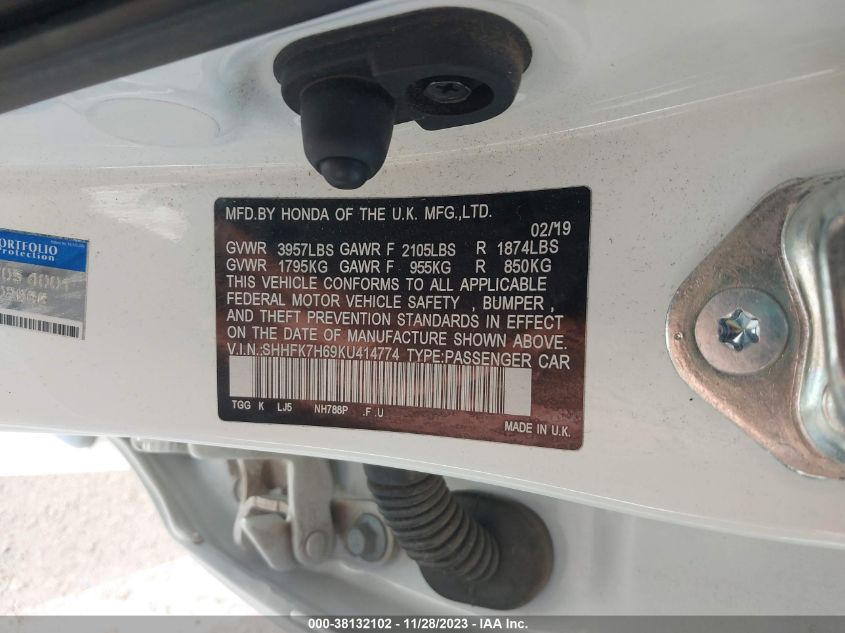 MFD.BY HONDA OF THE U.K. MFG.,LTD.
02/19
GVWR 3957LBS GAWR F 2105LBS R 1874LBS
GVWR 1795KG GAWR F 955KG R 850KG
THIS VEHICLE CONFORMS TO ALL APPLICABLE
FEDERAL MOTOR VEHICLE SAFETY , BUMPER ,
AND THEFT PREVENTION STANDARDS IN EFFECT
ON THE DATE OF MANUFACTURE SHOWN ABOVE.
V.I.N.:SHHFK7H69KU414774 TYPE:PASSENGER CAR
TGG K LJ5 NH788P .F .U
MADE IN U.K.
PORTFOLIO
Protection
4001
000-38132102 - 11/28/2023 - IAA Inc.